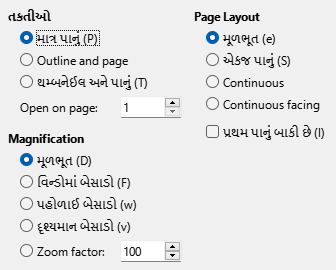 તકતીઓ
માત્ર પાનું (P)
Outline and page
થમ્બનેઈલ અને પાનું (T)
Open on page: 1
Magnification
મૂળભૂત (D)
વિન્ડોમાં બેસાડો (F)
પહોળાઈ બેસાડો (w)
દૃશ્યમાન બેસાડો (v)
Zoom factor: 100
Page Layout
મૂળભૂત (e)
એકજ પાનું (S)
Continuous
Continuous facing
પ્રથમ પાનું બાકી છે (l)